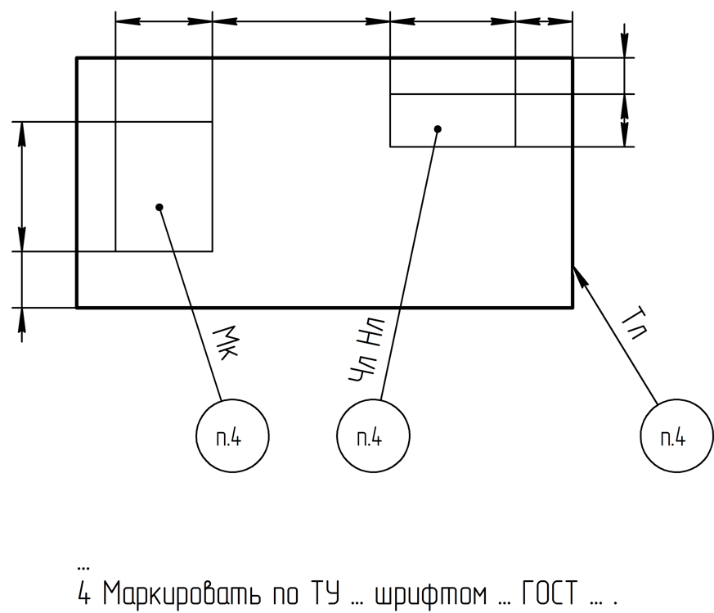 Мк
Чл Нл
Тл
п.4
п.4
п.4
...
4 Маркировать по ТУ ... шрифтом ... ГОСТ ... .